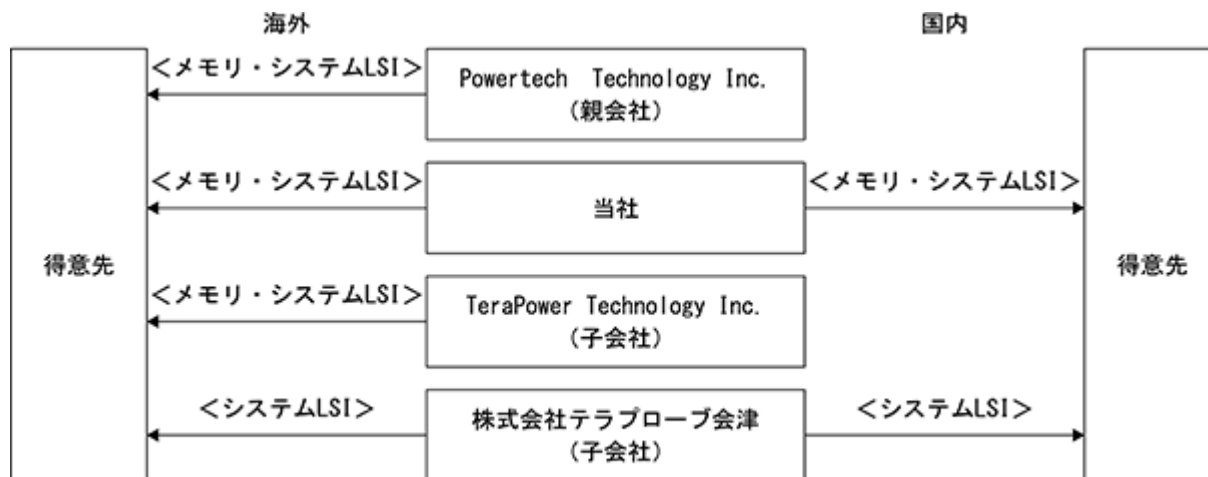 海外
国内
<メモリ・システムLSI>
Powertech Technology Inc.
(親会社)
<メモリ・システムLSI>
当社
<メモリ・システムLSI>
得意先
得意先
<メモリ・システムLSI>
TeraPower Technology Inc.
(子会社)
<システムLSI>
株式会社テラプローブ会津
(子会社)
<システムLSI>